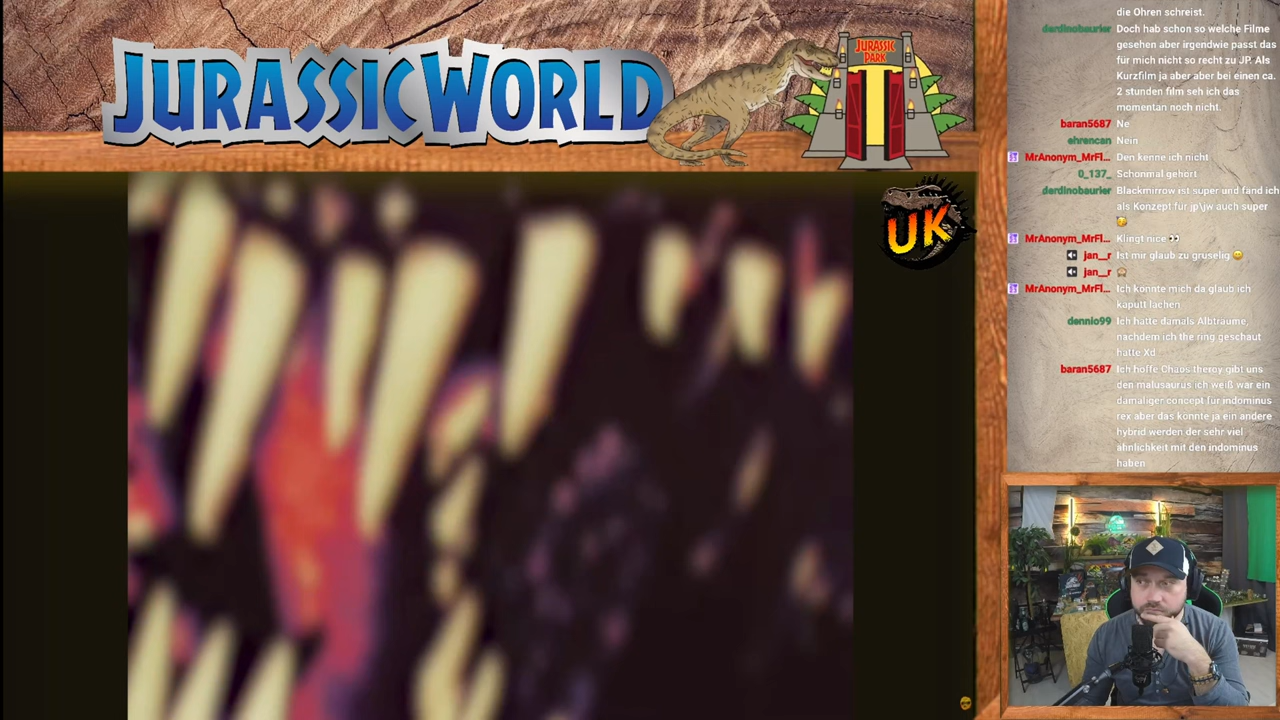 JURASSIC WORLD
JURASSIC
PARK
UK
die Ohren schreist.
derdinobaurier Doch hab schon so welche Filme
gesehen aber irgendwie passt das
für mich nicht so recht zu JP. Als
Kurzfilm ja aber aber bei einen ca.
2 stunden film seh ich das
momentan noch nicht.
baran5687 Ne
ehrencan Nein
MrAnonym_MrFl... Den kenne ich nicht
0_137_ Schonmal gehört
derdinobaurier Blackmirrow ist super und fänd ich
als Konzept für jp\jw auch super
MrAnonym_MrFl... Klingt nice 👀
jan__r Ist mir glaub zu gruselig
jan__r
MrAnonym_MrFl... Ich könnte mich da glaub ich
kaputt lachen
dennio99 Ich hatte damals Albträume,
nachdem ich the ring geschaut
hatte Xd
baran5687 Ich hoffe Chaos theroy gibt uns
den malusaurus ich weiß war ein
damaliger concept für indominus
rex aber das könnte ja ein andere
hybrid werden der sehr viel
ähnlichkeit mit den indominus
haben